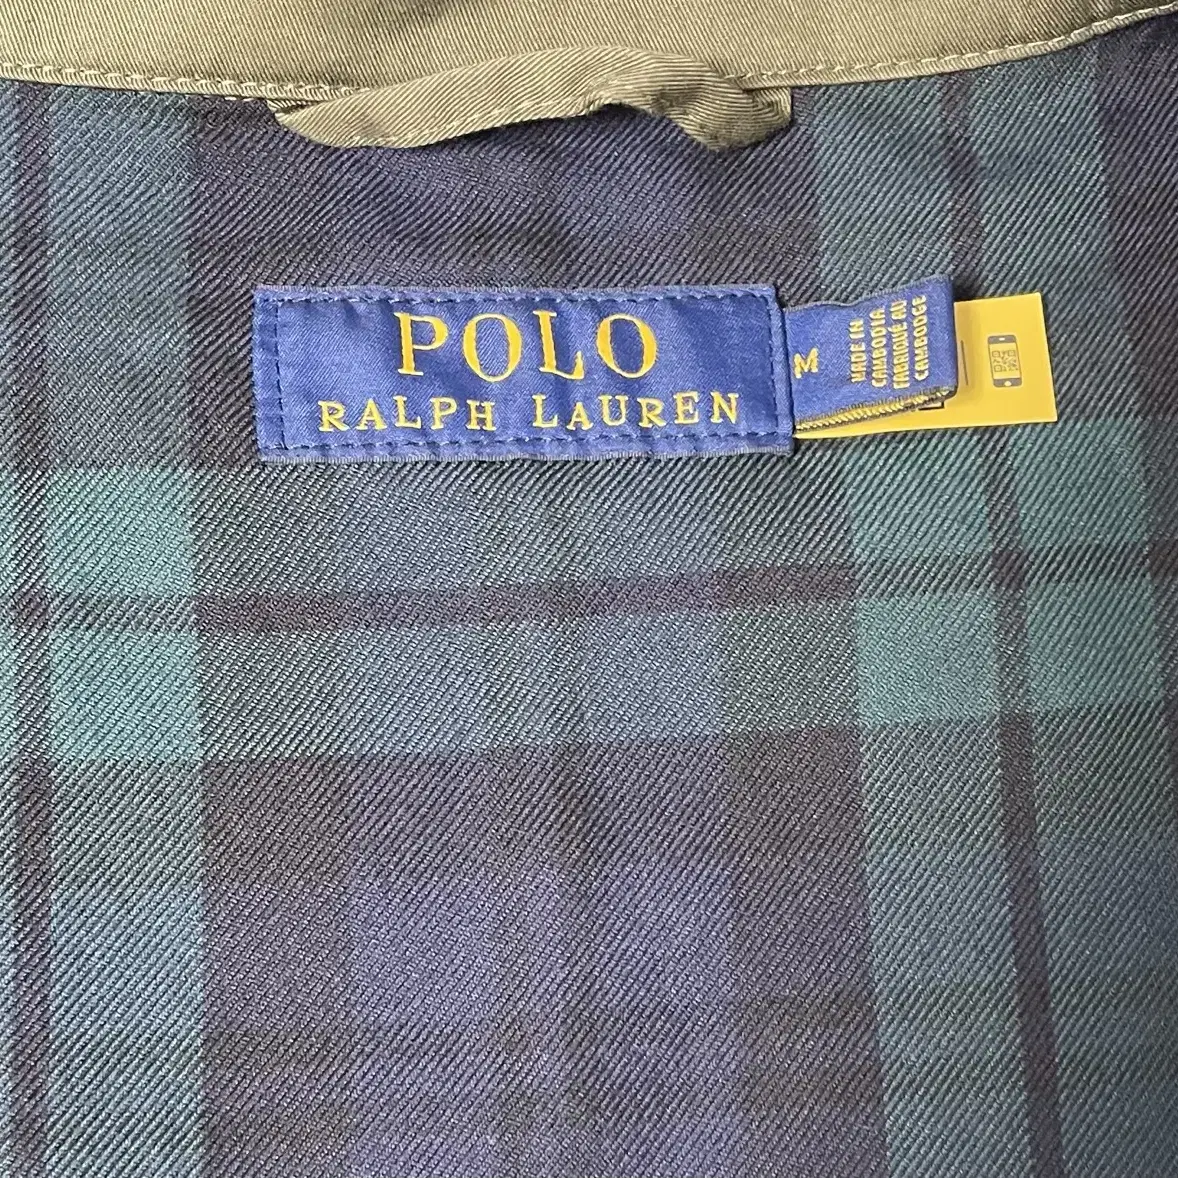 POLO
RALPH LAUREN
M
MADE IN
CAMBODIA
FABRIQUÉ AU
CAMBODGE